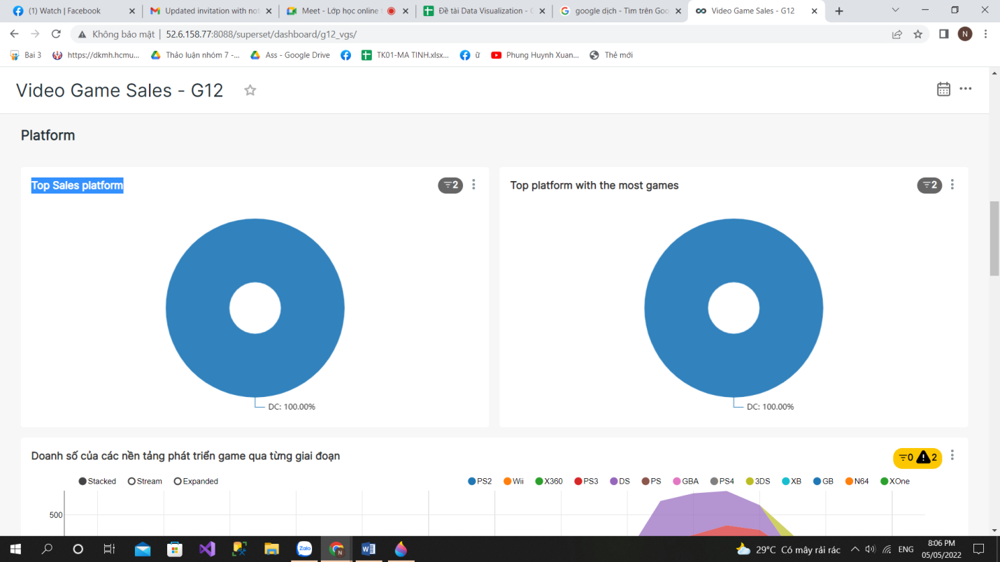 (1) Watch | Facebook
Updated invitation with not
Meet - Lớp học online
Đề tài Data Visualization - G
google dịch - Tìm trên Goo
Video Game Sales - G12
Không bảo mật | 52.6.158.77:8088/superset/dashboard/g12_vgs/
N
Bai 3
https://dkmh.hcmu...
Thảo luận nhóm 7 -...
Ass - Google Drive
TK01-MA TINH.xlsx...
ữ
Phung Huynh Xuan...
Thẻ mới
Video Game Sales - G12
Platform
Top Sales platform
2
Top platform with the most games
2
DC: 100.00%
DC: 100.00%
Doanh số của các nền tảng phát triển game qua từng giai đoạn
0 2
Stacked Stream Expanded
PS2 Wii X360 PS3 DS PS GBA PS4 3DS XB GB N64 XOne
500
Zalo
N
29°C Có mây rải rác
ENG
8:06 PM
05/05/2022